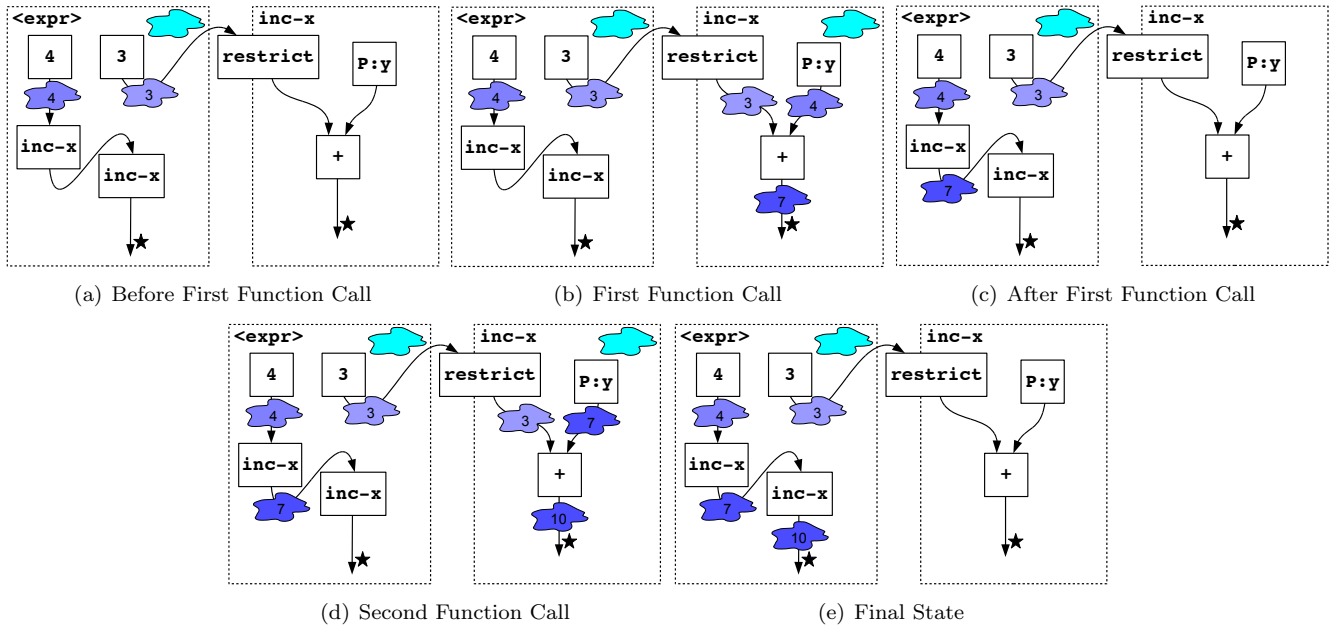 <expr>
inc-x
4
3
restrict
P:y
4
3
inc-x
inc-x
+
(a) Before First Function Call
<expr>
inc-x
4
3
restrict
P:y
4
3
3
4
inc-x
inc-x
+
7
(b) First Function Call
<expr>
inc-x
4
3
restrict
P:y
4
3
inc-x
inc-x
+
7
(c) After First Function Call
<expr>
inc-x
4
3
restrict
P:y
4
3
3
7
inc-x
inc-x
+
7
10
(d) Second Function Call
<expr>
inc-x
4
3
restrict
P:y
4
3
inc-x
inc-x
+
7
10
(e) Final State